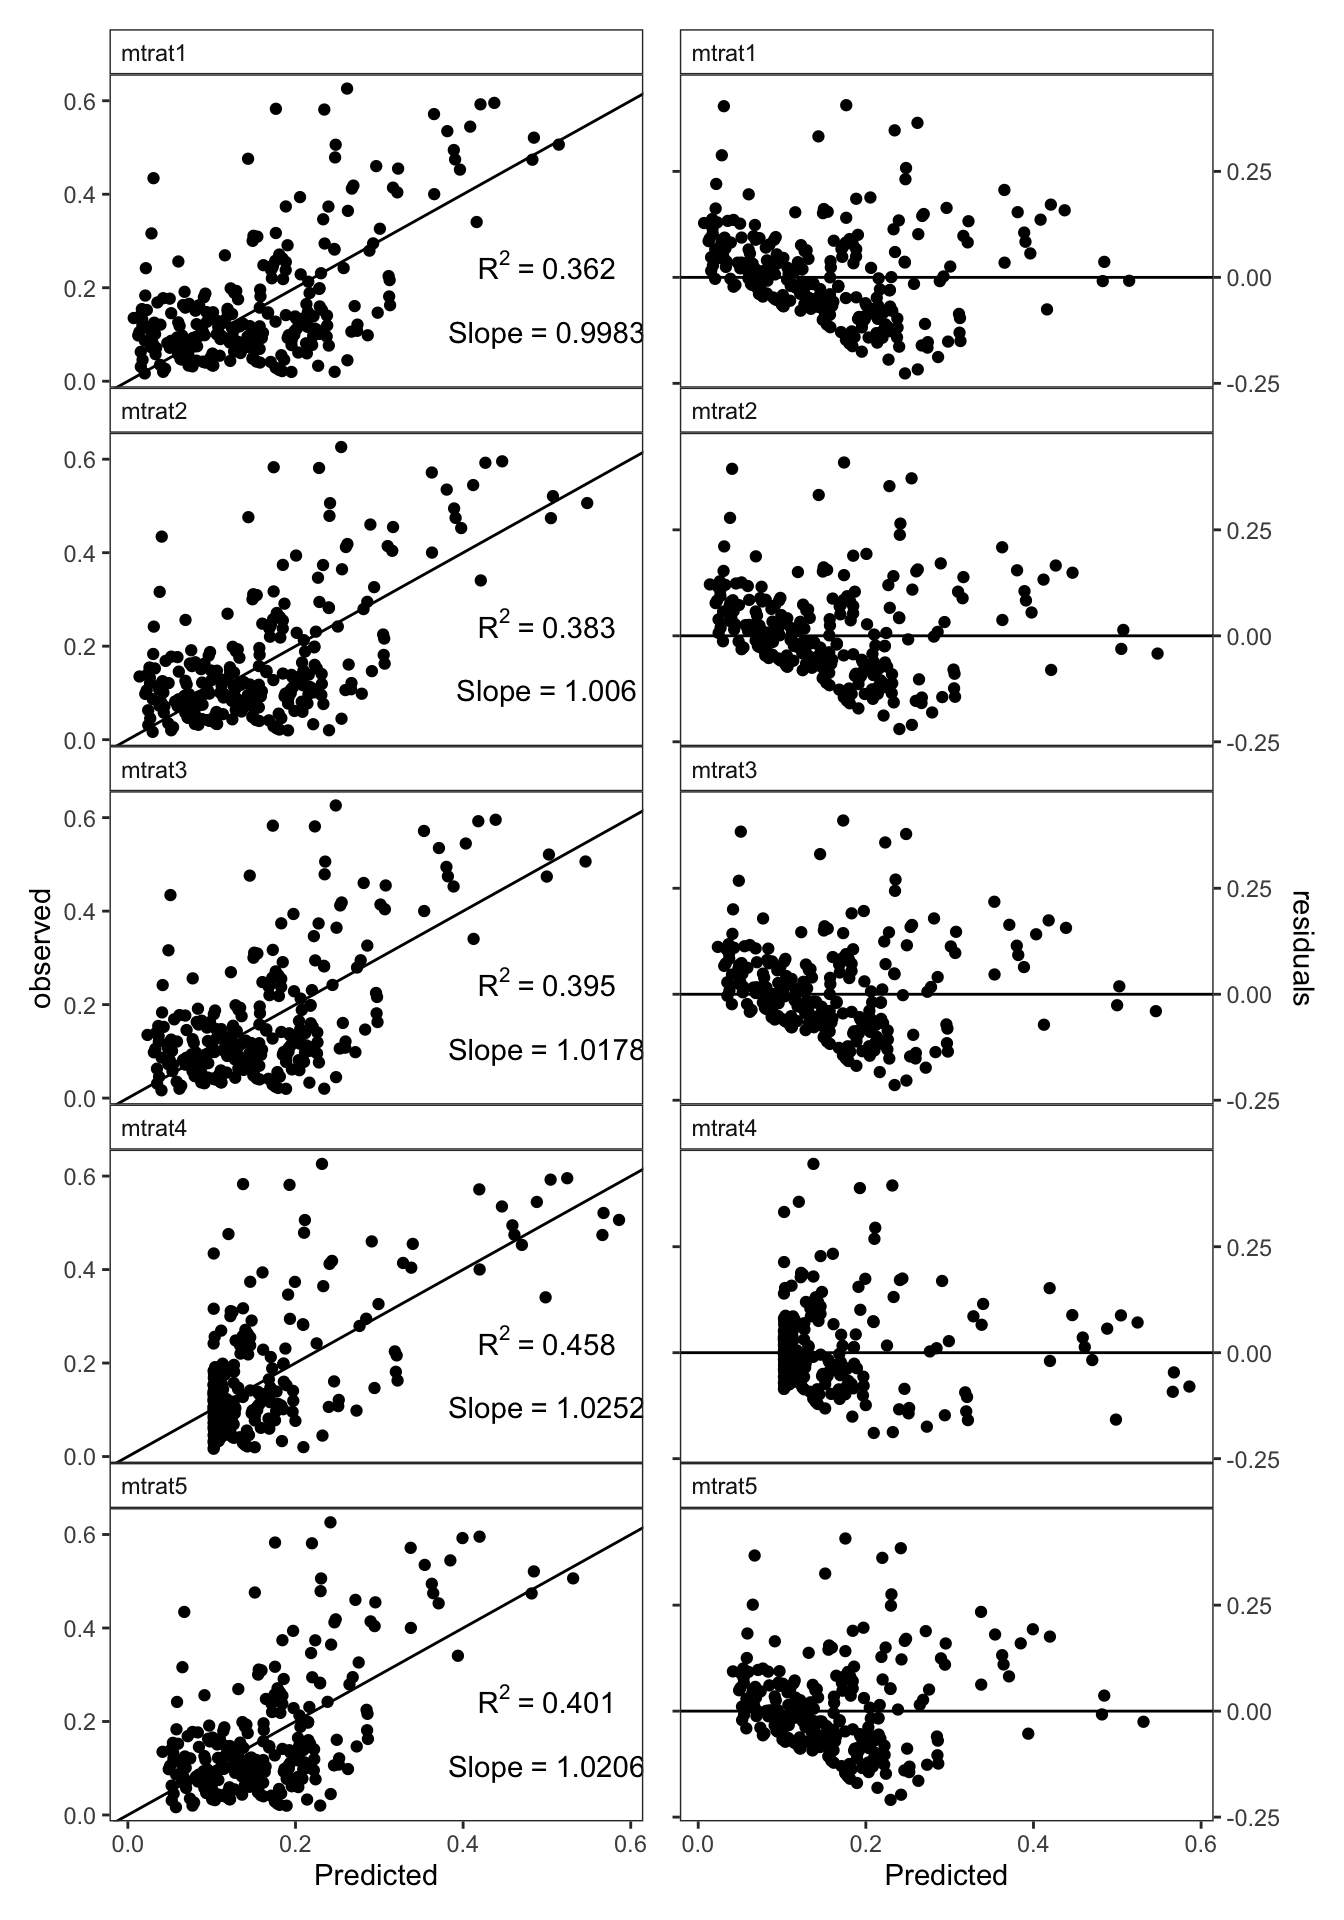 mtrat1
mtrat1
0.6
0.4
0.2
0.0
R² = 0.362
Slope = 0.9983
0.25
0.00
-0.25
mtrat2
mtrat2
0.6
0.4
0.2
0.0
R² = 0.383
Slope = 1.006
0.25
0.00
-0.25
mtrat3
mtrat3
0.6
0.4
0.2
0.0
R² = 0.395
Slope = 1.0178
0.25
0.00
-0.25
observed
residuals
mtrat4
mtrat4
0.6
0.4
0.2
0.0
R² = 0.458
Slope = 1.0252
0.25
0.00
-0.25
mtrat5
mtrat5
0.6
0.4
0.2
0.0
R² = 0.401
Slope = 1.0206
0.25
0.00
-0.25
0.0 0.2 0.4 0.6
0.0 0.2 0.4 0.6
Predicted
Predicted